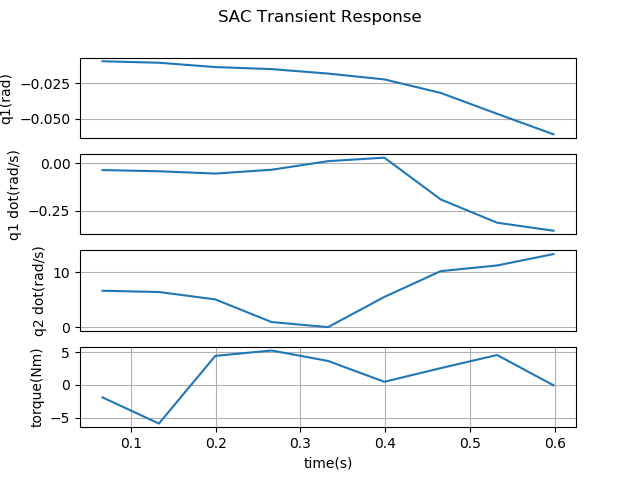 SAC Transient Response
q1(rad)
−0.025
−0.050
q1 dot(rad/s)
0.00
−0.25
q2 dot(rad/s)
10
0
torque(Nm)
5
0
−5
0.1 0.2 0.3 0.4 0.5 0.6
time(s)